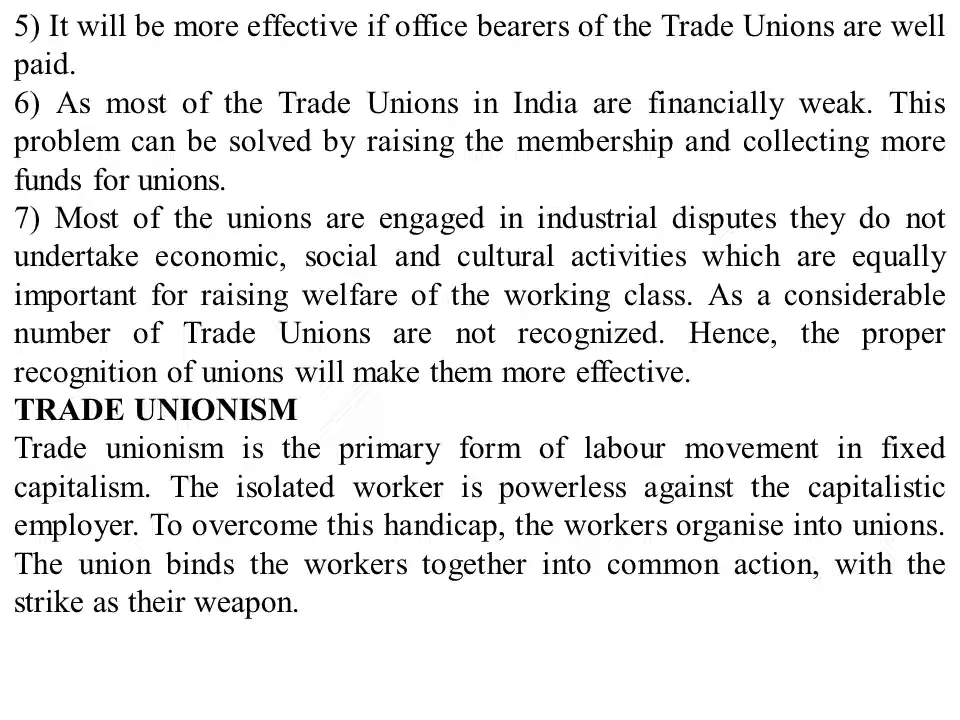 5) It will be more effective if office bearers of the Trade Unions are well
paid.
6) As most of the Trade Unions in India are financially weak. This
problem can be solved by raising the membership and collecting more
funds for unions.
7) Most of the unions are engaged in industrial disputes they do not
undertake economic, social and cultural activities which are equally
important for raising welfare of the working class. As a considerable
number of Trade Unions are not recognized. Hence, the proper
recognition of unions will make them more effective.
TRADE UNIONISM
Trade unionism is the primary form of labour movement in fixed
capitalism. The isolated worker is powerless against the capitalistic
employer. To overcome this handicap, the workers organise into unions.
The union binds the workers together into common action, with the
strike as their weapon.